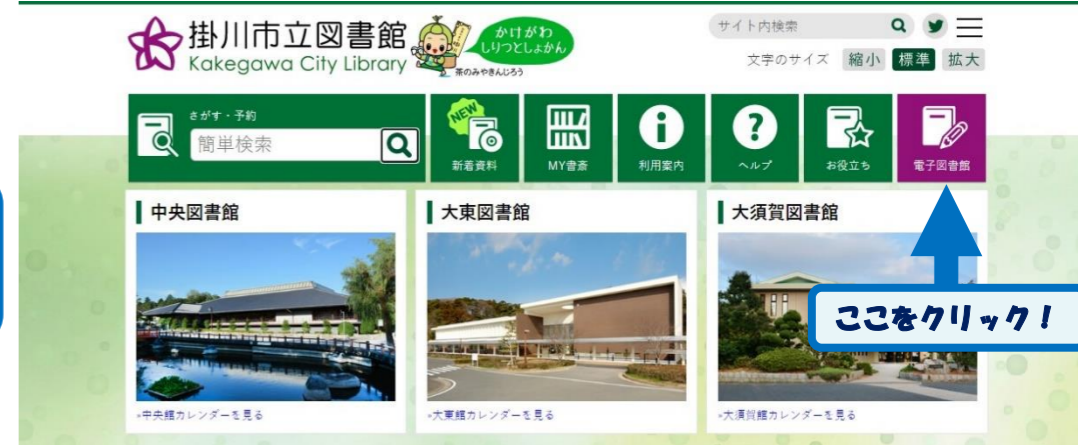 掛川市立図書館
Kakegawa City Library
かけがわ
しりつとしょかん
茶のみやきんじろう
サイト内検索
文字のサイズ 縮小 標準 拡大
さがす・予約
簡単検索
NEW
新着資料
MY書斎
利用案内
ヘルプ
お役立ち
電子図書館
中央図書館
大東図書館
大須賀図書館
ここをクリック!
»中央館カレンダーを見る
»大東館カレンダーを見る
»大須賀館カレンダーを見る